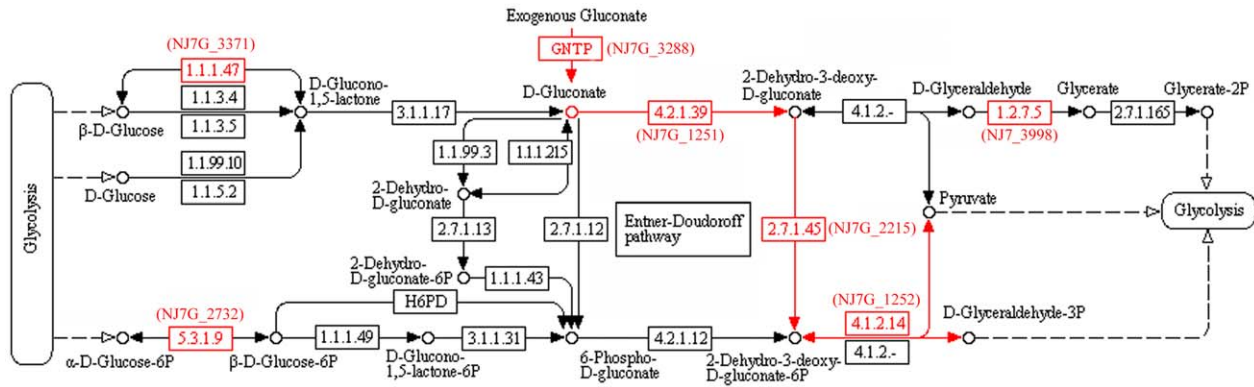 Exogenous Gluconate
(NJ7G_3371)
GNTP
(NJ7G_3288)
1.1.1.47
D-Glucono-
1,5-lactone
D-Gluconate
2-Dehydro-3-deoxy-
D-gluconate
D-Glyceraldehyde
Glycerate
Glycerate-2P
1.1.3.4
β-D-Glucose
1.1.3.5
3.1.1.17
4.2.1.39
(NJ7G_1251)
4.1.2.-
1.2.7.5
(NJ7_3998)
2.7.1.165
1.1.99.10
D-Glucose
1.1.5.2
1.1.99.3
1.1.1.215
2-Dehydro-
D-gluconate
Pyruvate
Glycolysis
Glycolysis
2.7.1.13
2.7.1.12
Entner-Doudoroff
pathway
2.7.1.45
(NJ7G_2215)
2-Dehydro-
D-gluconate-6P
1.1.1.43
H6PD
(NJ7G_2732)
(NJ7G_1252)
D-Glyceraldehyde-3P
5.3.1.9
α-D-Glucose-6P
β-D-Glucose-6P
1.1.1.49
D-Glucono-
1,5-lactone-6P
3.1.1.31
6-Phospho-
D-gluconate
4.2.1.12
2-Dehydro-3-deoxy-
D-gluconate-6P
4.1.2.14
4.1.2.-